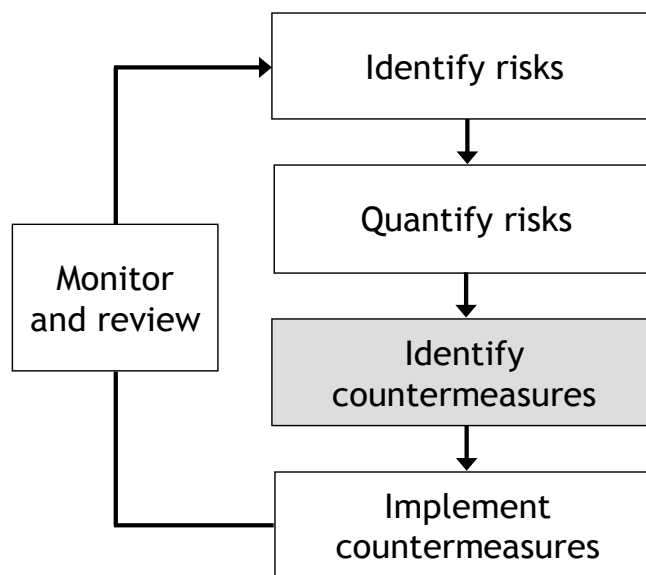 Identify risks
Quantify risks
Monitor
and review
Identify
countermeasures
Implement
countermeasures